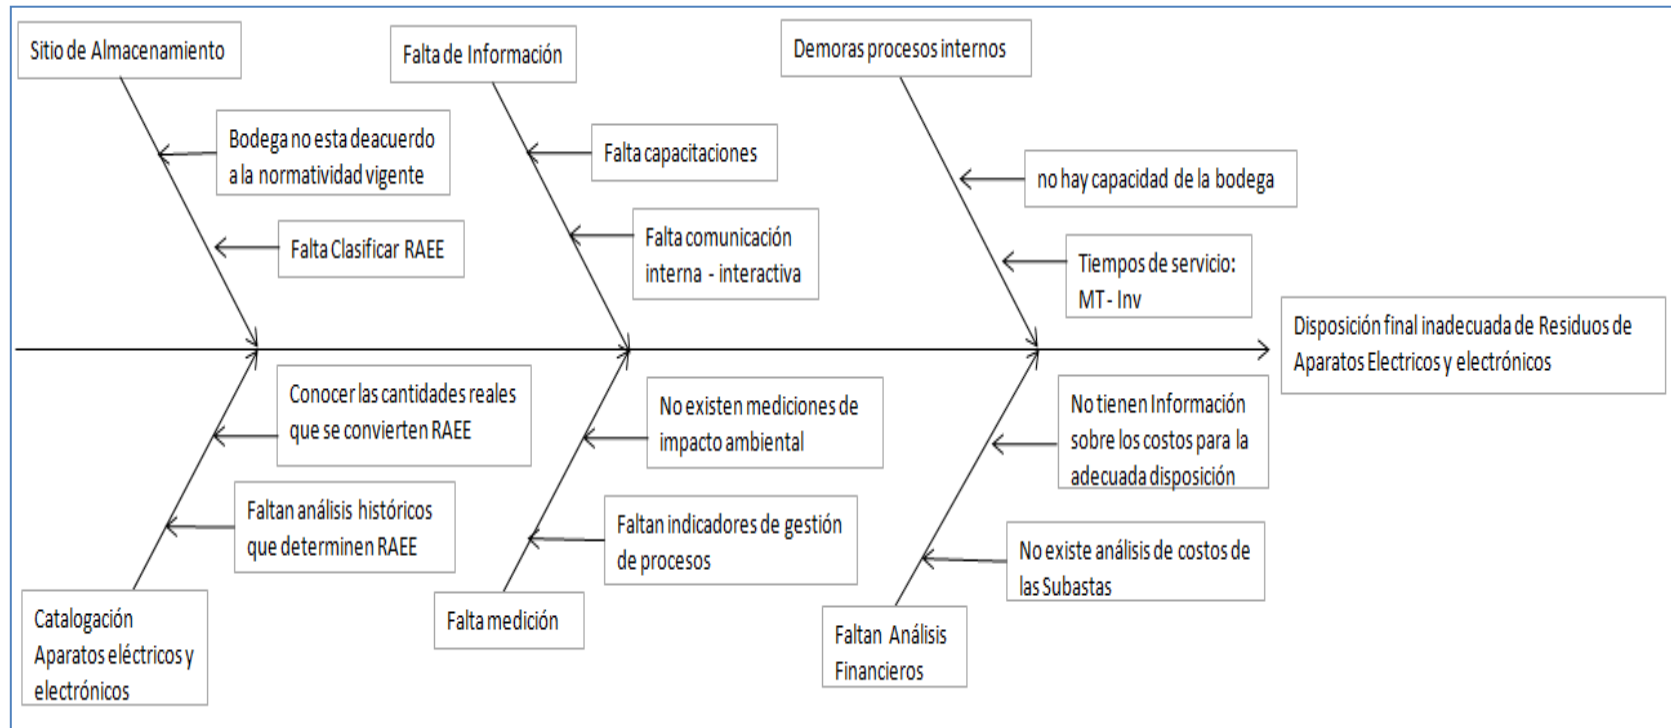 Sitio de Almacenamiento
Falta de Información
Demoras procesos internos
Bodega no esta deacuerdo
a la normatividad vigente
Falta Clasificar RAEE
Falta capacitaciones
Falta comunicación
interna - interactiva
no hay capacidad de la bodega
Tiempos de servicio:
MT - Inv
Disposición final inadecuada de Residuos de
Aparatos Electricos y electrónicos
Conocer las cantidades reales
que se convierten RAEE
Faltan análisis históricos
que determinen RAEE
Catalogación
Aparatos eléctricos y
electrónicos
No existen mediciones de
impacto ambiental
Faltan indicadores de gestión
de procesos
Falta medición
No tienen Información
sobre los costos para la
adecuada disposición
No existe análisis de costos de
las Subastas
Faltan Análisis
Financieros